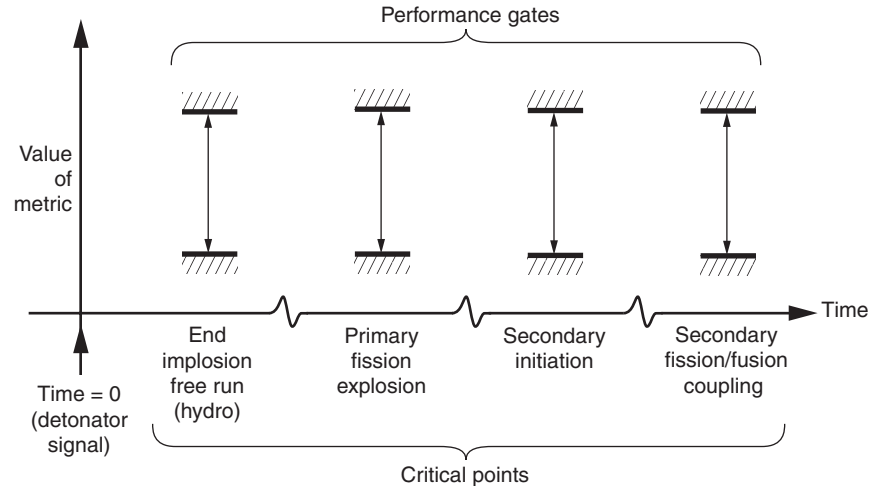 Performance gates
Value
of
metric
Time
End
implosion
free run
(hydro)
Primary
fission
explosion
Secondary
initiation
Secondary
fission/fusion
coupling
Time = 0
(detonator
signal)
Critical points